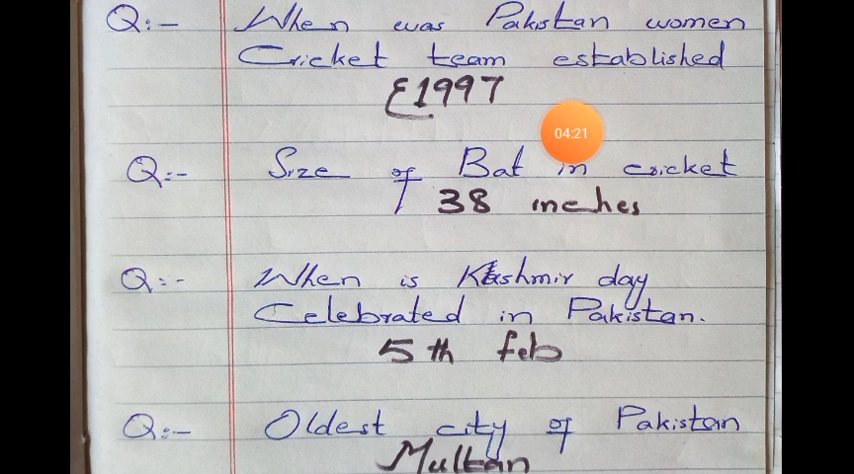 Q:- When was Pakistan women
Cricket team established
1997ع
04:21
Q:- Size of Bat in cricket
38 inches
Q:- When is Kashmir day
Celebrated in Pakistan.
5th feb
Q:- Oldest city of Pakistan
Multan